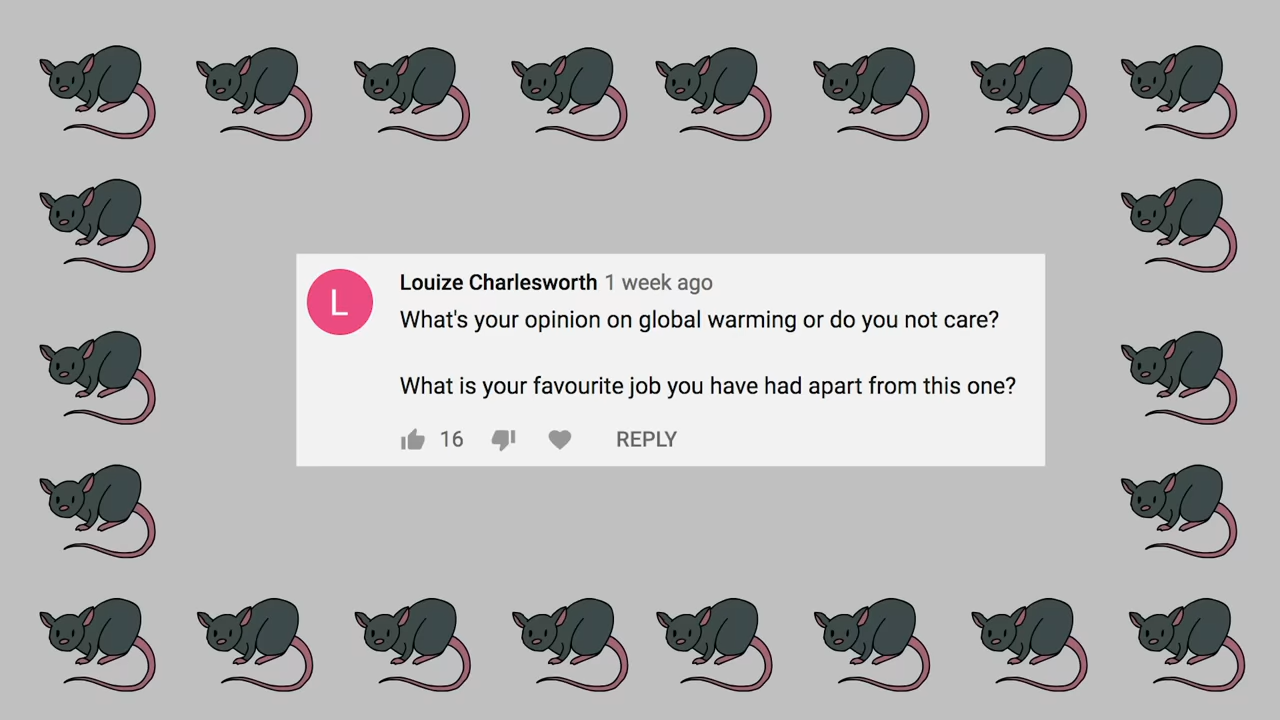 L
Louize Charlesworth 1 week ago
What's your opinion on global warming or do you not care?
What is your favourite job you have had apart from this one?
16 REPLY